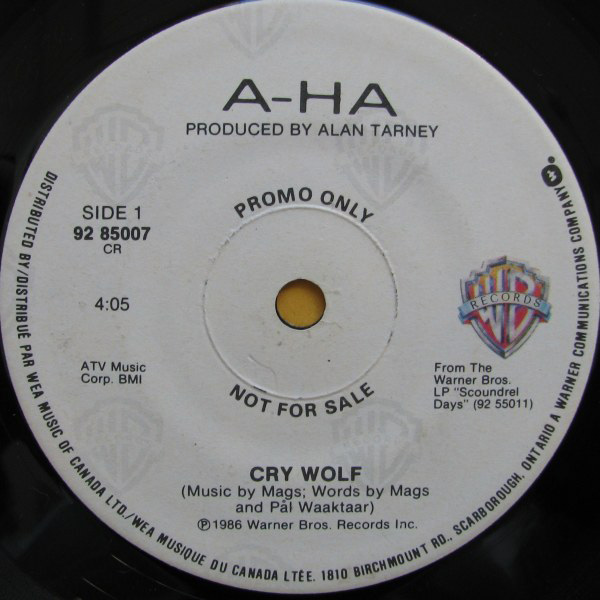 A-HA
PRODUCED BY ALAN TARNEY
PROMO ONLY
SIDE 1
92 85007
CR
4:05
ATV Music
Corp. BMI
WB
RECORDS
From The
Warner Bros.
LP "Scoundrel
Days" (92 55011)
NOT FOR SALE
CRY WOLF
(Music by Mags; Words by Mags
and Pål Waaktaar)
℗1986 Warner Bros. Records Inc.
DISTRIBUTED BY/DISTRIBUÉ PAR WEA MUSIC OF CANADA LTD./WEA MUSIQUE DU CANADA LTÉE. 1810 BIRCHMOUNT RD., SCARBOROUGH, ONTARIO A WARNER COMMUNICATIONS COMPANY